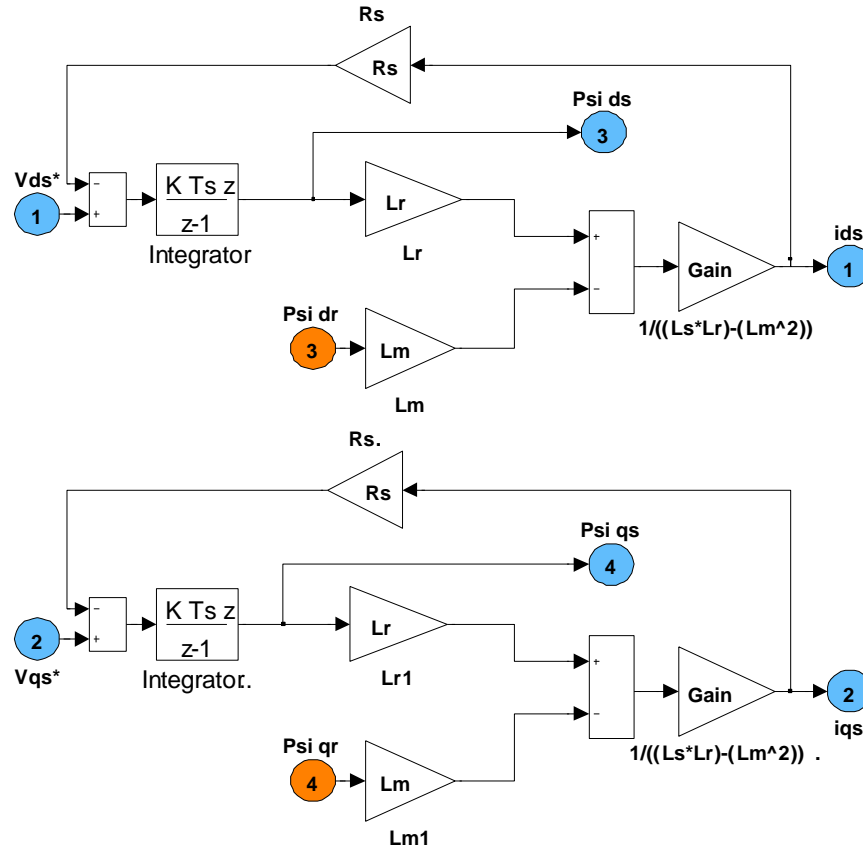 Rs
Rs
Psi ds
3
Vds*
1
−
+
K Ts z
z-1
Integrator
Lr
Lr
+
−
Gain
ids
1
1/((Ls*Lr)-(Lm^2))
Psi dr
3
Lm
Lm
Rs.
Rs
Psi qs
4
2
Vqs*
−
+
K Ts z
z-1
Integrator..
Lr
Lr1
+
−
Gain
2
iqs
1/((Ls*Lr)-(Lm^2)) .
Psi qr
4
Lm
Lm1